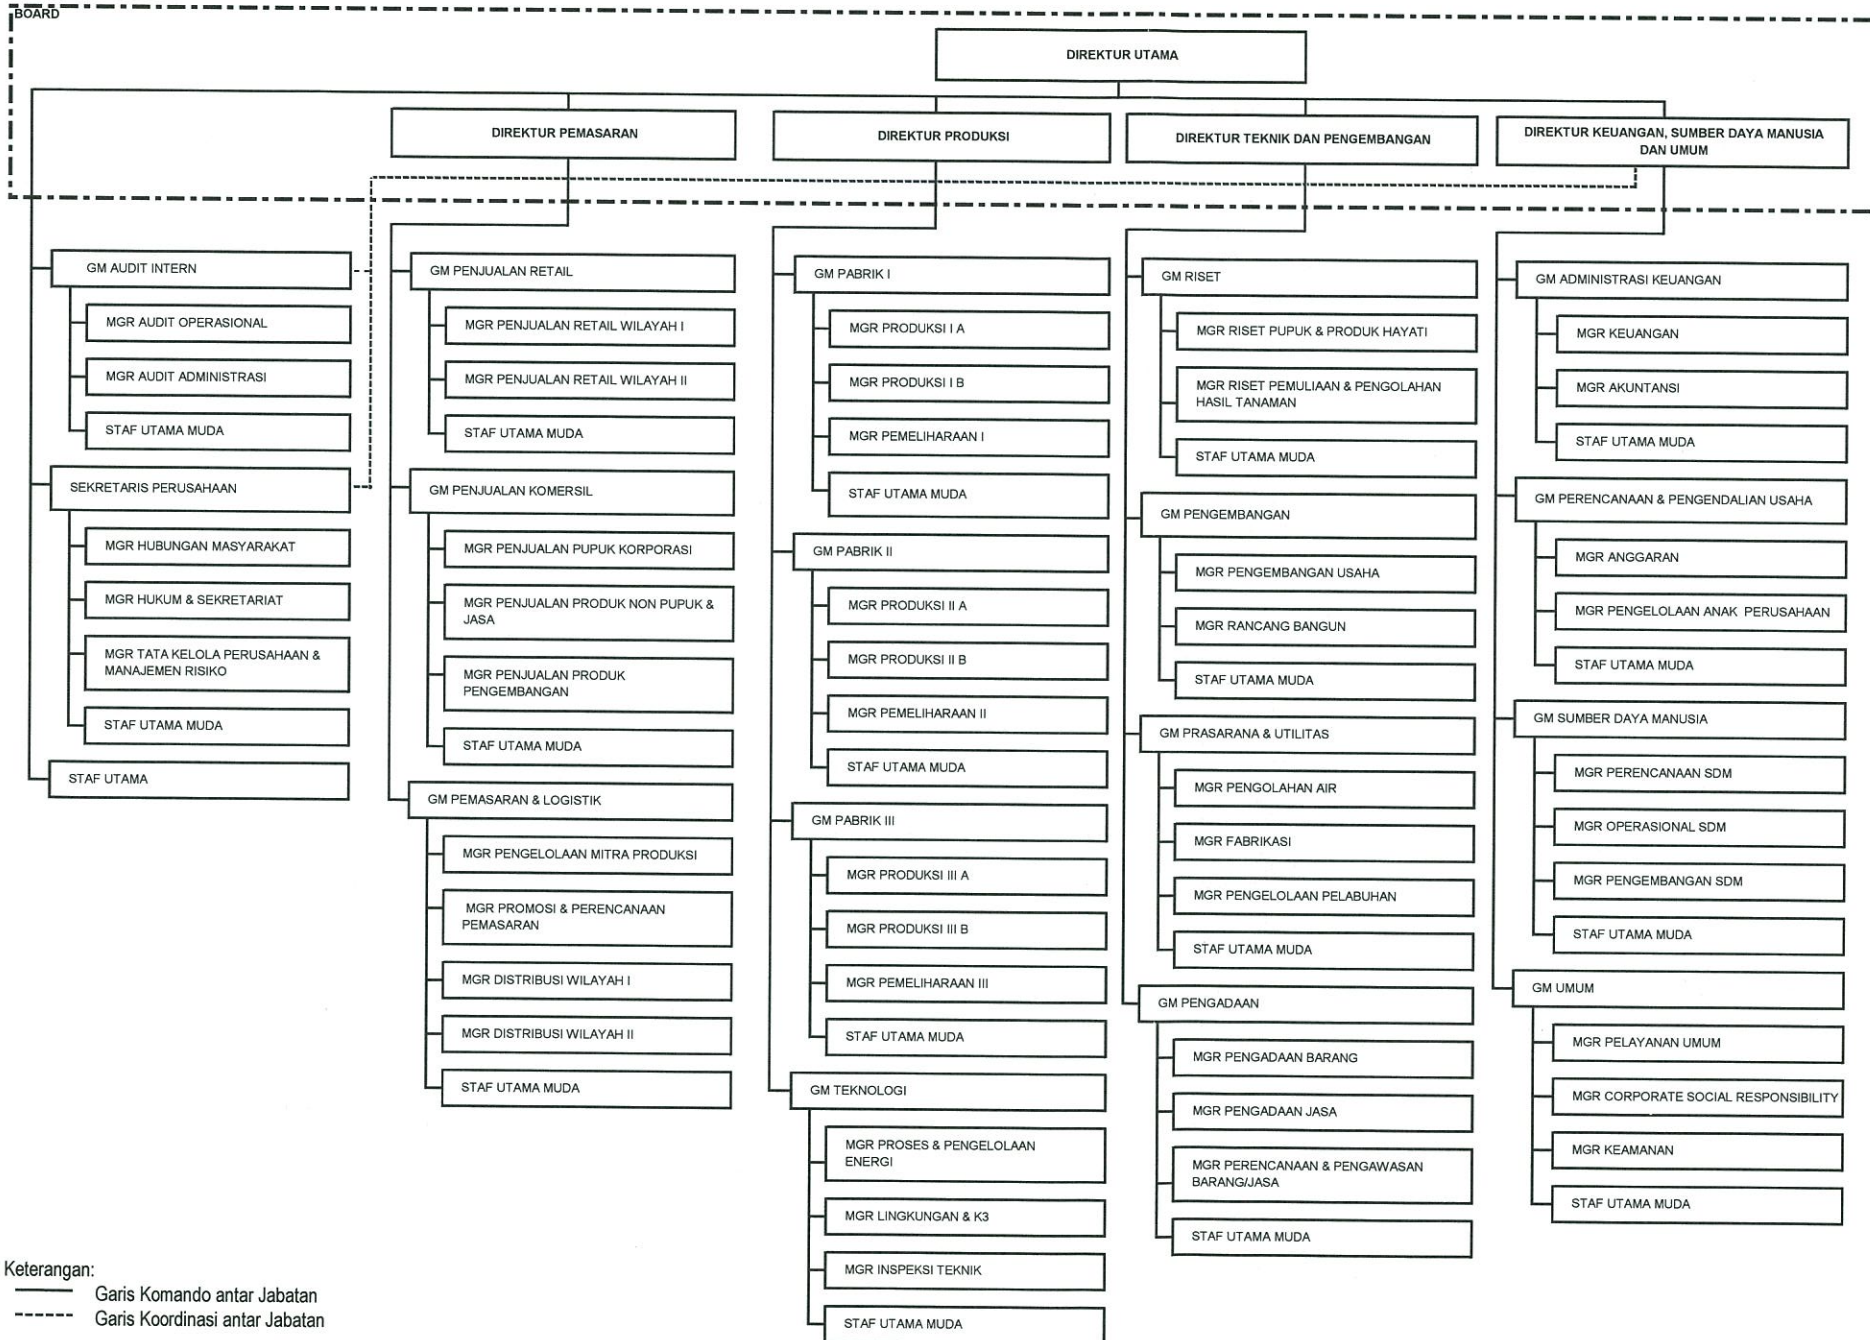 BOARD
DIREKTUR UTAMA
DIREKTUR PEMASARAN
DIREKTUR PRODUKSI
DIREKTUR TEKNIK DAN PENGEMBANGAN
DIREKTUR KEUANGAN, SUMBER DAYA MANUSIA
DAN UMUM
GM AUDIT INTERN
MGR AUDIT OPERASIONAL
MGR AUDIT ADMINISTRASI
STAF UTAMA MUDA
SEKRETARIS PERUSAHAAN
MGR HUBUNGAN MASYARAKAT
MGR HUKUM & SEKRETARIAT
MGR TATA KELOLA PERUSAHAAN &
MANAJEMEN RISIKO
STAF UTAMA MUDA
STAF UTAMA
GM PENJUALAN RETAIL
MGR PENJUALAN RETAIL WILAYAH I
MGR PENJUALAN RETAIL WILAYAH II
STAF UTAMA MUDA
GM PENJUALAN KOMERSIL
MGR PENJUALAN PUPUK KORPORASI
MGR PENJUALAN PRODUK NON PUPUK &
JASA
MGR PENJUALAN PRODUK
PENGEMBANGAN
STAF UTAMA MUDA
GM PEMASARAN & LOGISTIK
MGR PENGELOLAAN MITRA PRODUKSI
MGR PROMOSI & PERENCANAAN
PEMASARAN
MGR DISTRIBUSI WILAYAH I
MGR DISTRIBUSI WILAYAH II
STAF UTAMA MUDA
GM PABRIK I
MGR PRODUKSI I A
MGR PRODUKSI I B
MGR PEMELIHARAAN I
STAF UTAMA MUDA
GM PABRIK II
MGR PRODUKSI II A
MGR PRODUKSI II B
MGR PEMELIHARAAN II
STAF UTAMA MUDA
GM PABRIK III
MGR PRODUKSI III A
MGR PRODUKSI III B
MGR PEMELIHARAAN III
STAF UTAMA MUDA
GM TEKNOLOGI
MGR PROSES & PENGELOLAAN
ENERGI
MGR LINGKUNGAN & K3
MGR INSPEKSI TEKNIK
STAF UTAMA MUDA
GM RISET
MGR RISET PUPUK & PRODUK HAYATI
MGR RISET PEMULIAAN & PENGOLAHAN
HASIL TANAMAN
STAF UTAMA MUDA
GM PENGEMBANGAN
MGR PENGEMBANGAN USAHA
MGR RANCANG BANGUN
STAF UTAMA MUDA
GM PRASARANA & UTILITAS
MGR PENGOLAHAN AIR
MGR FABRIKASI
MGR PENGELOLAAN PELABUHAN
STAF UTAMA MUDA
GM PENGADAAN
MGR PENGADAAN BARANG
MGR PENGADAAN JASA
MGR PERENCANAAN & PENGAWASAN
BARANG/JASA
STAF UTAMA MUDA
GM ADMINISTRASI KEUANGAN
MGR KEUANGAN
MGR AKUNTANSI
STAF UTAMA MUDA
GM PERENCANAAN & PENGENDALIAN USAHA
MGR ANGGARAN
MGR PENGELOLAAN ANAK PERUSAHAAN
STAF UTAMA MUDA
GM SUMBER DAYA MANUSIA
MGR PERENCANAAN SDM
MGR OPERASIONAL SDM
MGR PENGEMBANGAN SDM
STAF UTAMA MUDA
GM UMUM
MGR PELAYANAN UMUM
MGR CORPORATE SOCIAL RESPONSIBILITY
MGR KEAMANAN
STAF UTAMA MUDA
Keterangan:
Garis Komando antar Jabatan
Garis Koordinasi antar Jabatan